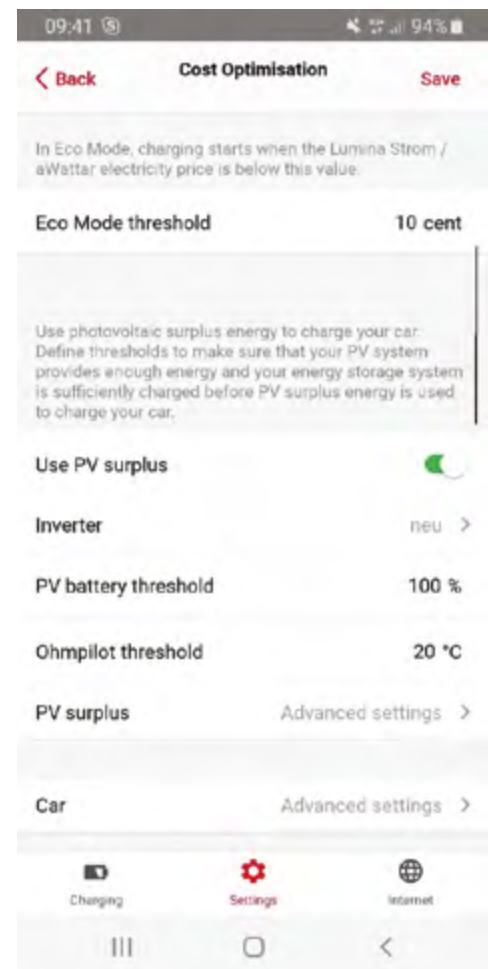 09:41 S 94%
< Back Cost Optimisation Save
In Eco Mode, charging starts when the Lumina Strom /
aWattar electricity price is below this value.
Eco Mode threshold 10 cent
Use photovoltaic surplus energy to charge your car.
Define thresholds to make sure that your PV system
provides enough energy and your energy storage system
is sufficiently charged before PV surplus energy is used
to charge your car.
Use PV surplus
Inverter neu >
PV battery threshold 100 %
Ohmpilot threshold 20 °C
PV surplus Advanced settings >
Car Advanced settings >
Charging Settings Internet